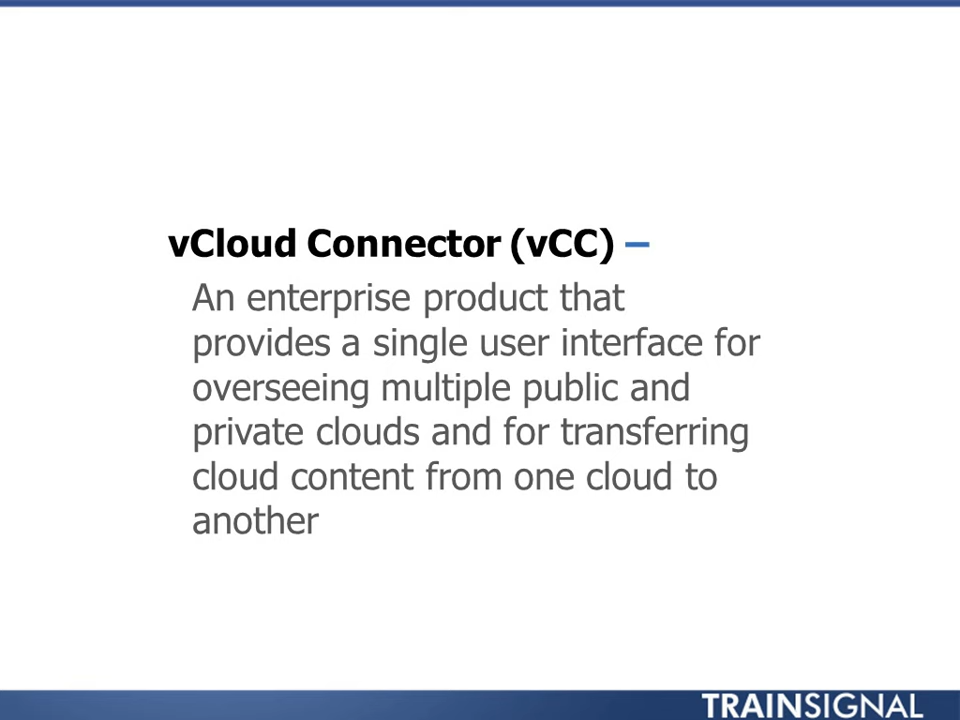 vCloud Connector (vCC) –
An enterprise product that
provides a single user interface for
overseeing multiple public and
private clouds and for transferring
cloud content from one cloud to
another
TRAINSIGNAL